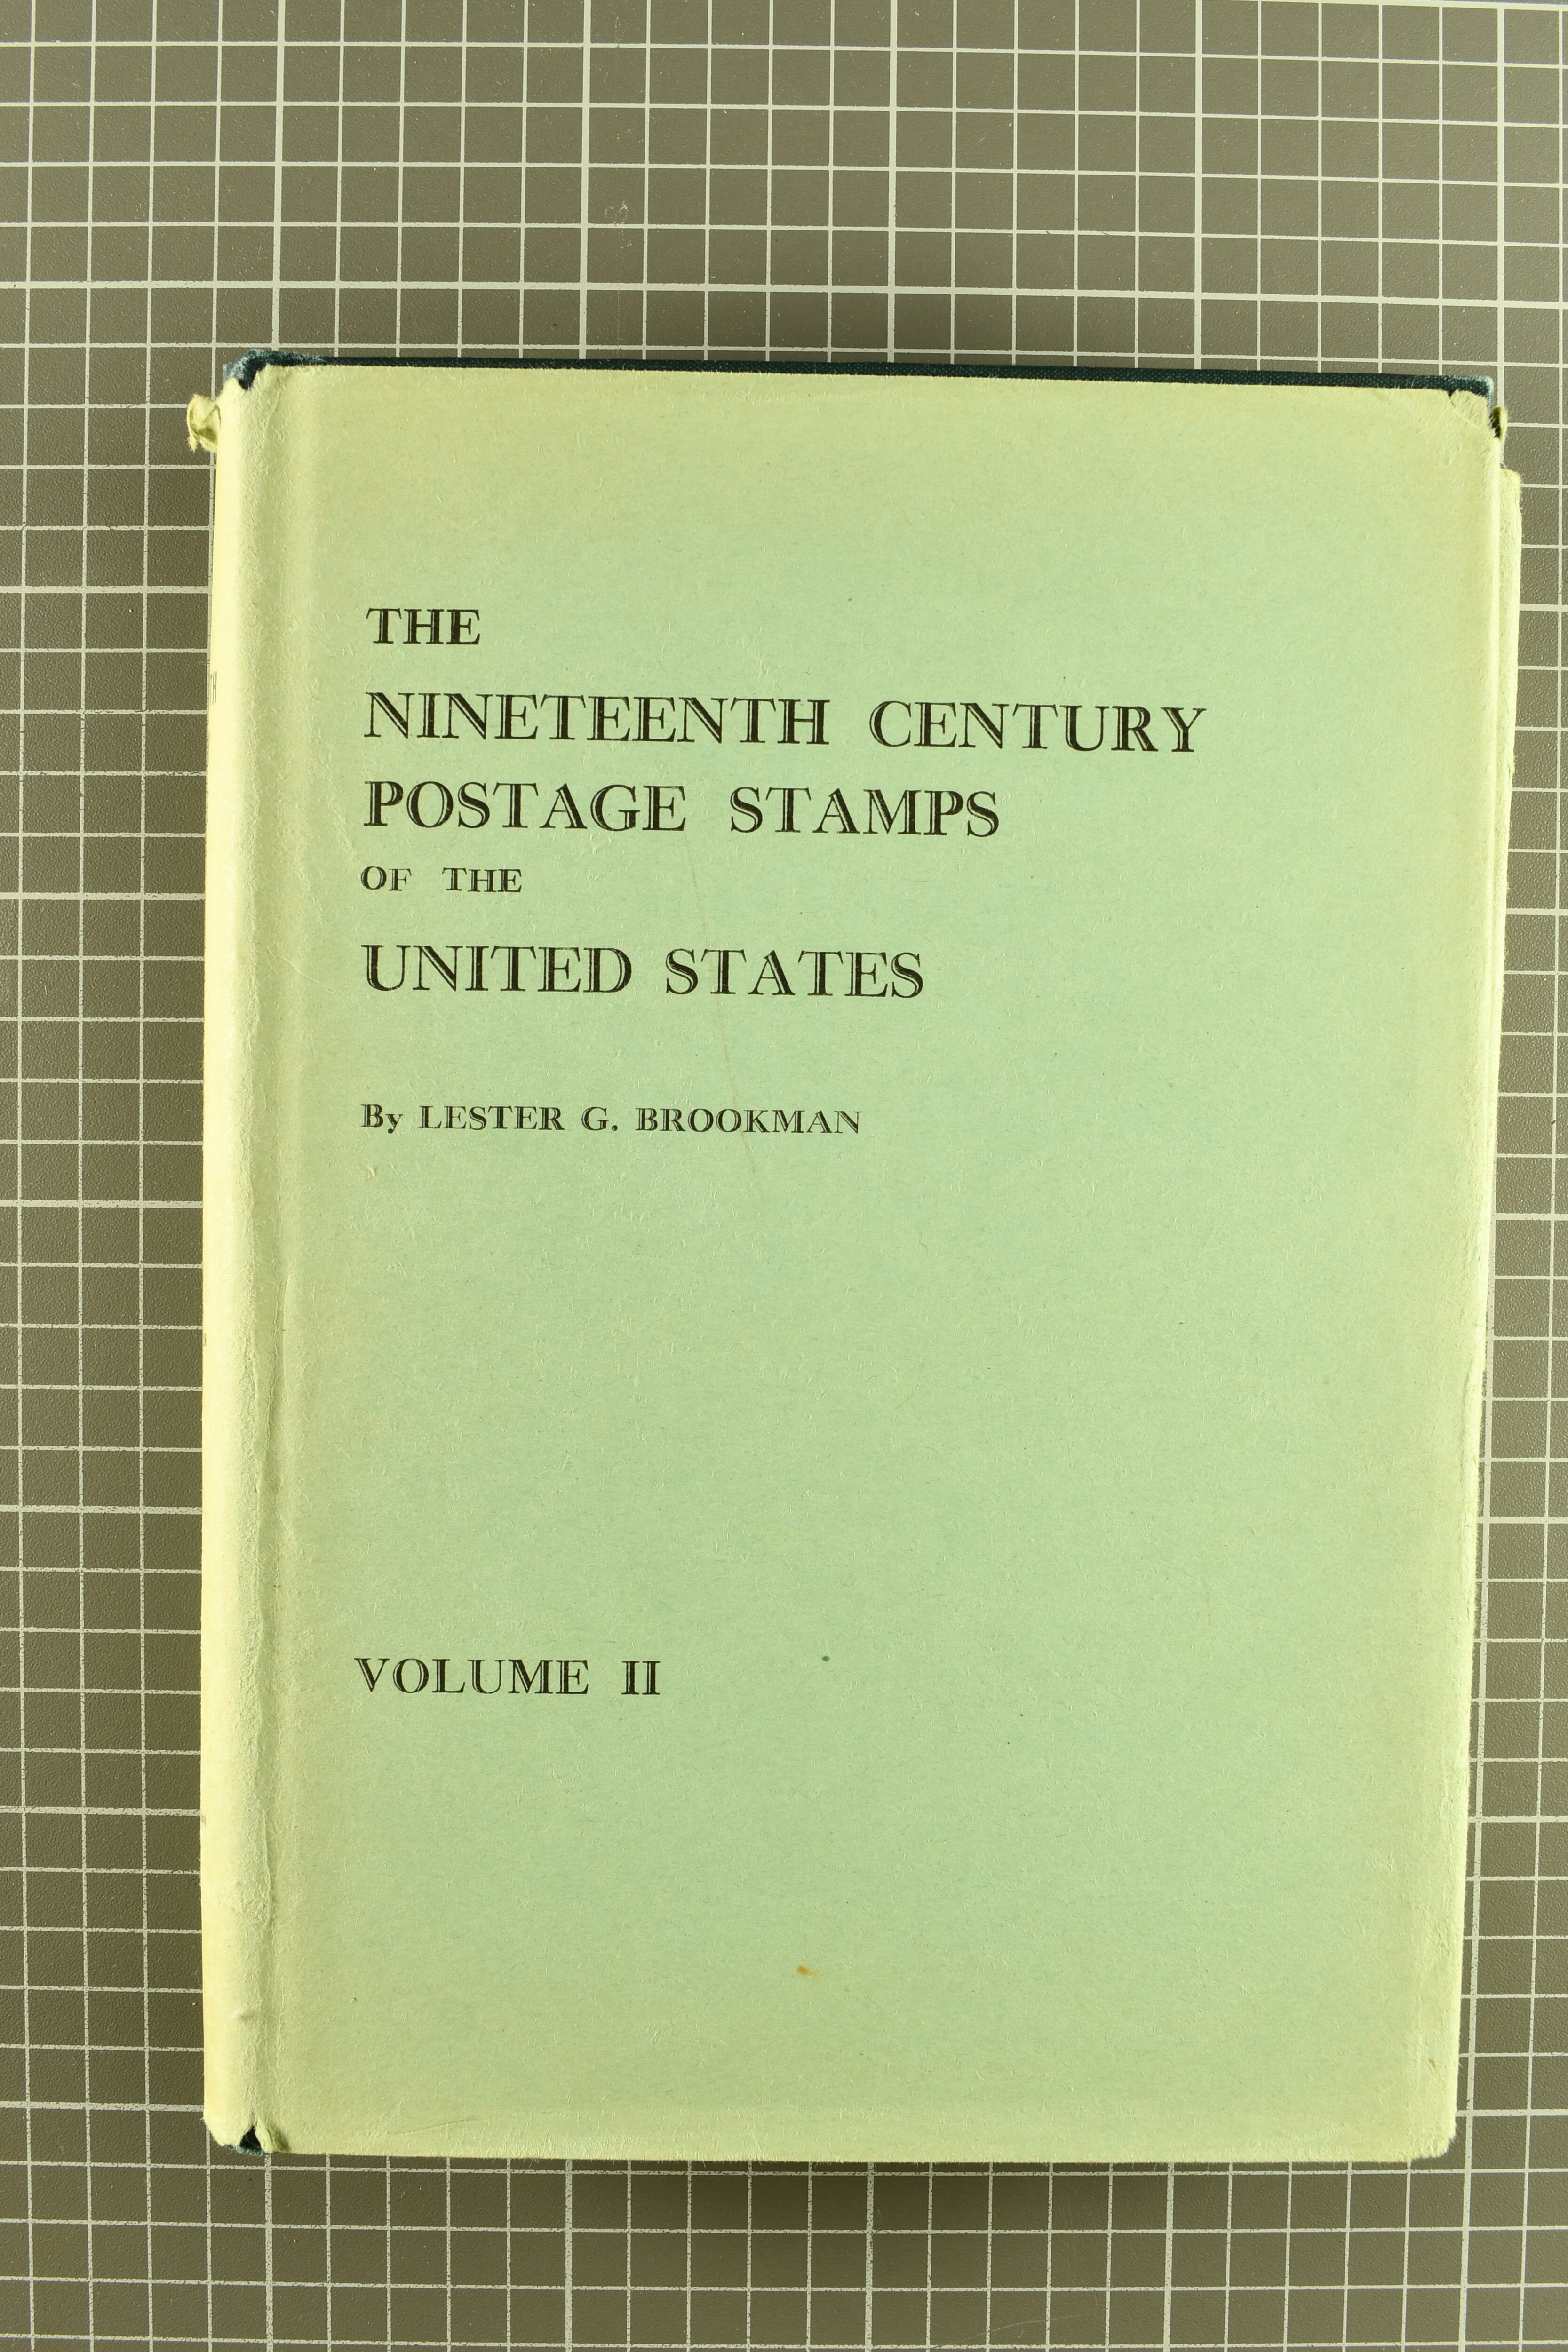 THE
NINETEENTH CENTURY
POSTAGE STAMPS
OF THE
UNITED STATES
By LESTER G. BROOKMAN
VOLUME II